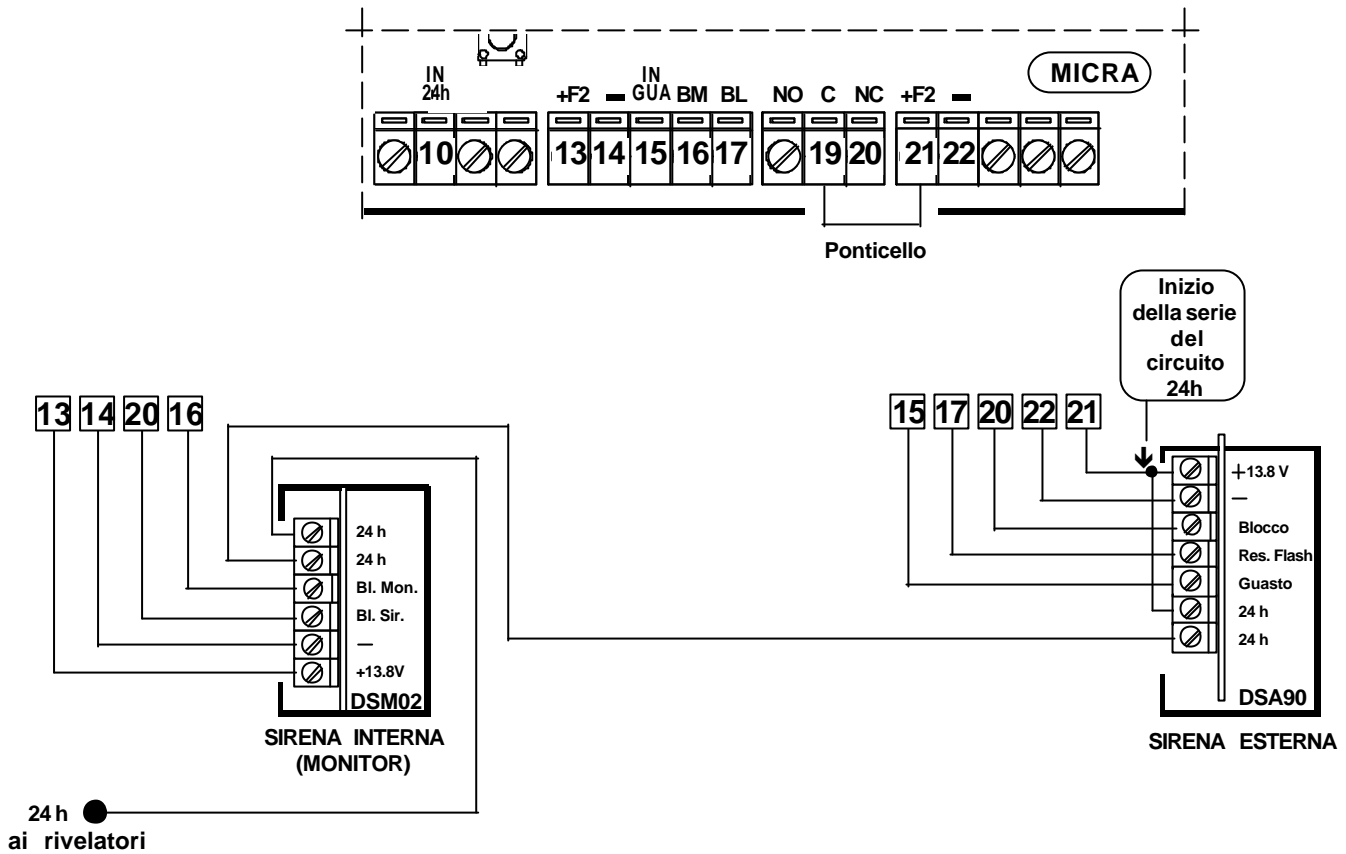 MICRA
IN
24h
IN
+F2 – GUA BM BL NO C NC +F2 –
10 13 14 15 16 17 19 20 21 22
Ponticello
Inizio
della serie
del
circuito
24h
13 14 20 16
15 17 20 22 21
24 h
24 h
Bl. Mon.
Bl. Sir.
–
+13.8V
DSM02
SIRENA INTERNA
(MONITOR)
+13.8 V
–
Blocco
Res. Flash
Guasto
24 h
24 h
DSA90
SIRENA ESTERNA
24 h
ai rivelatori